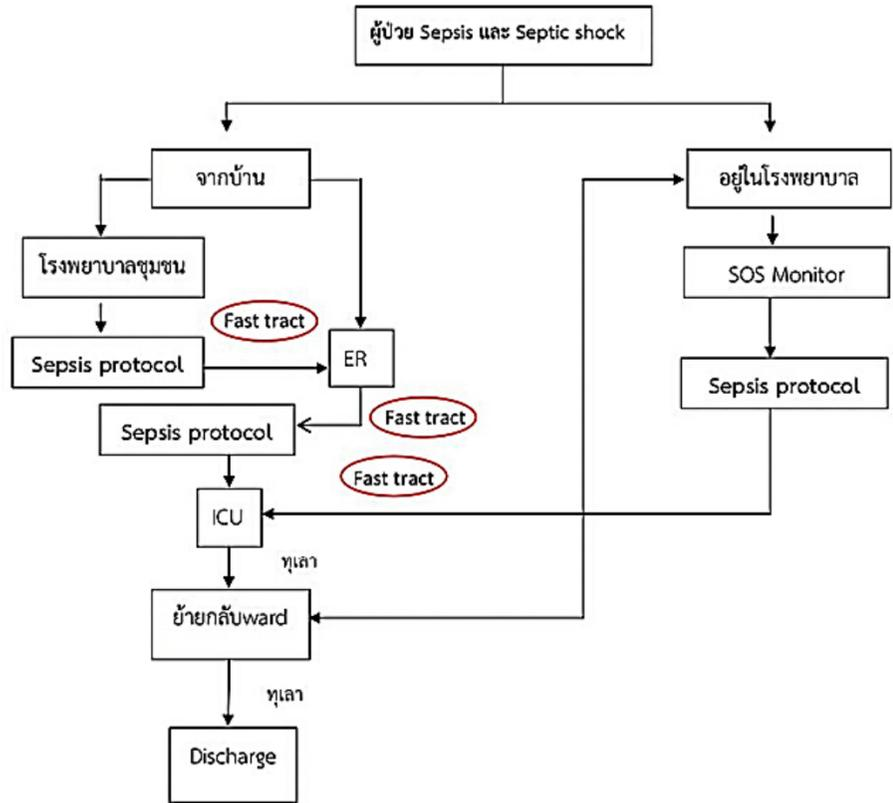 ผู้ป่วย Sepsis และ Septic shock
จากบ้าน
อยู่ในโรงพยาบาล
โรงพยาบาลชุมชน
SOS Monitor
Fast tract
Sepsis protocol
ER
Sepsis protocol
Fast tract
Sepsis protocol
Fast tract
ICU
ทุเลา
ย้ายกลับward
ทุเลา
Discharge